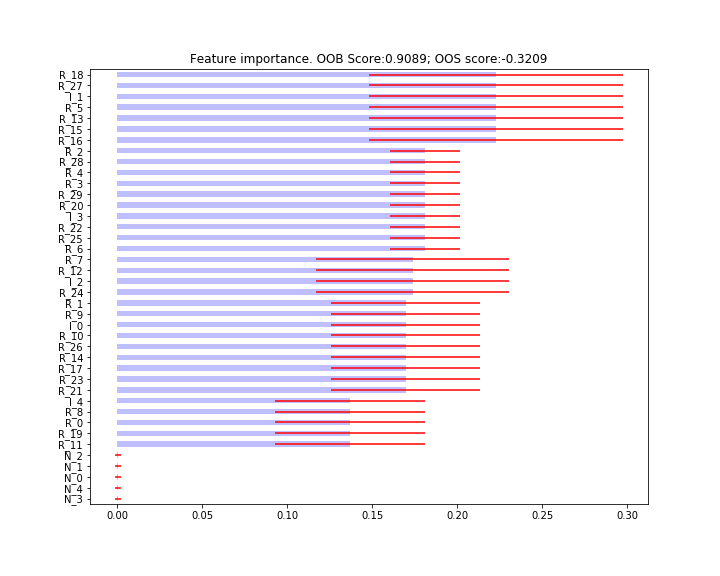 Feature importance. OOB Score:0.9089; OOS score:-0.3209
R_18
R_27
I_1
R_5
R_13
R_15
R_16
R_2
R_28
R_4
R_3
R_29
R_20
I_3
R_22
R_25
R_6
R_7
R_12
I_2
R_24
R_1
R_9
I_0
R_10
R_26
R_14
R_17
R_23
R_21
I_4
R_8
R_0
R_19
R_11
N_2
N_1
N_0
N_4
N_3
0.00 0.05 0.10 0.15 0.20 0.25 0.30